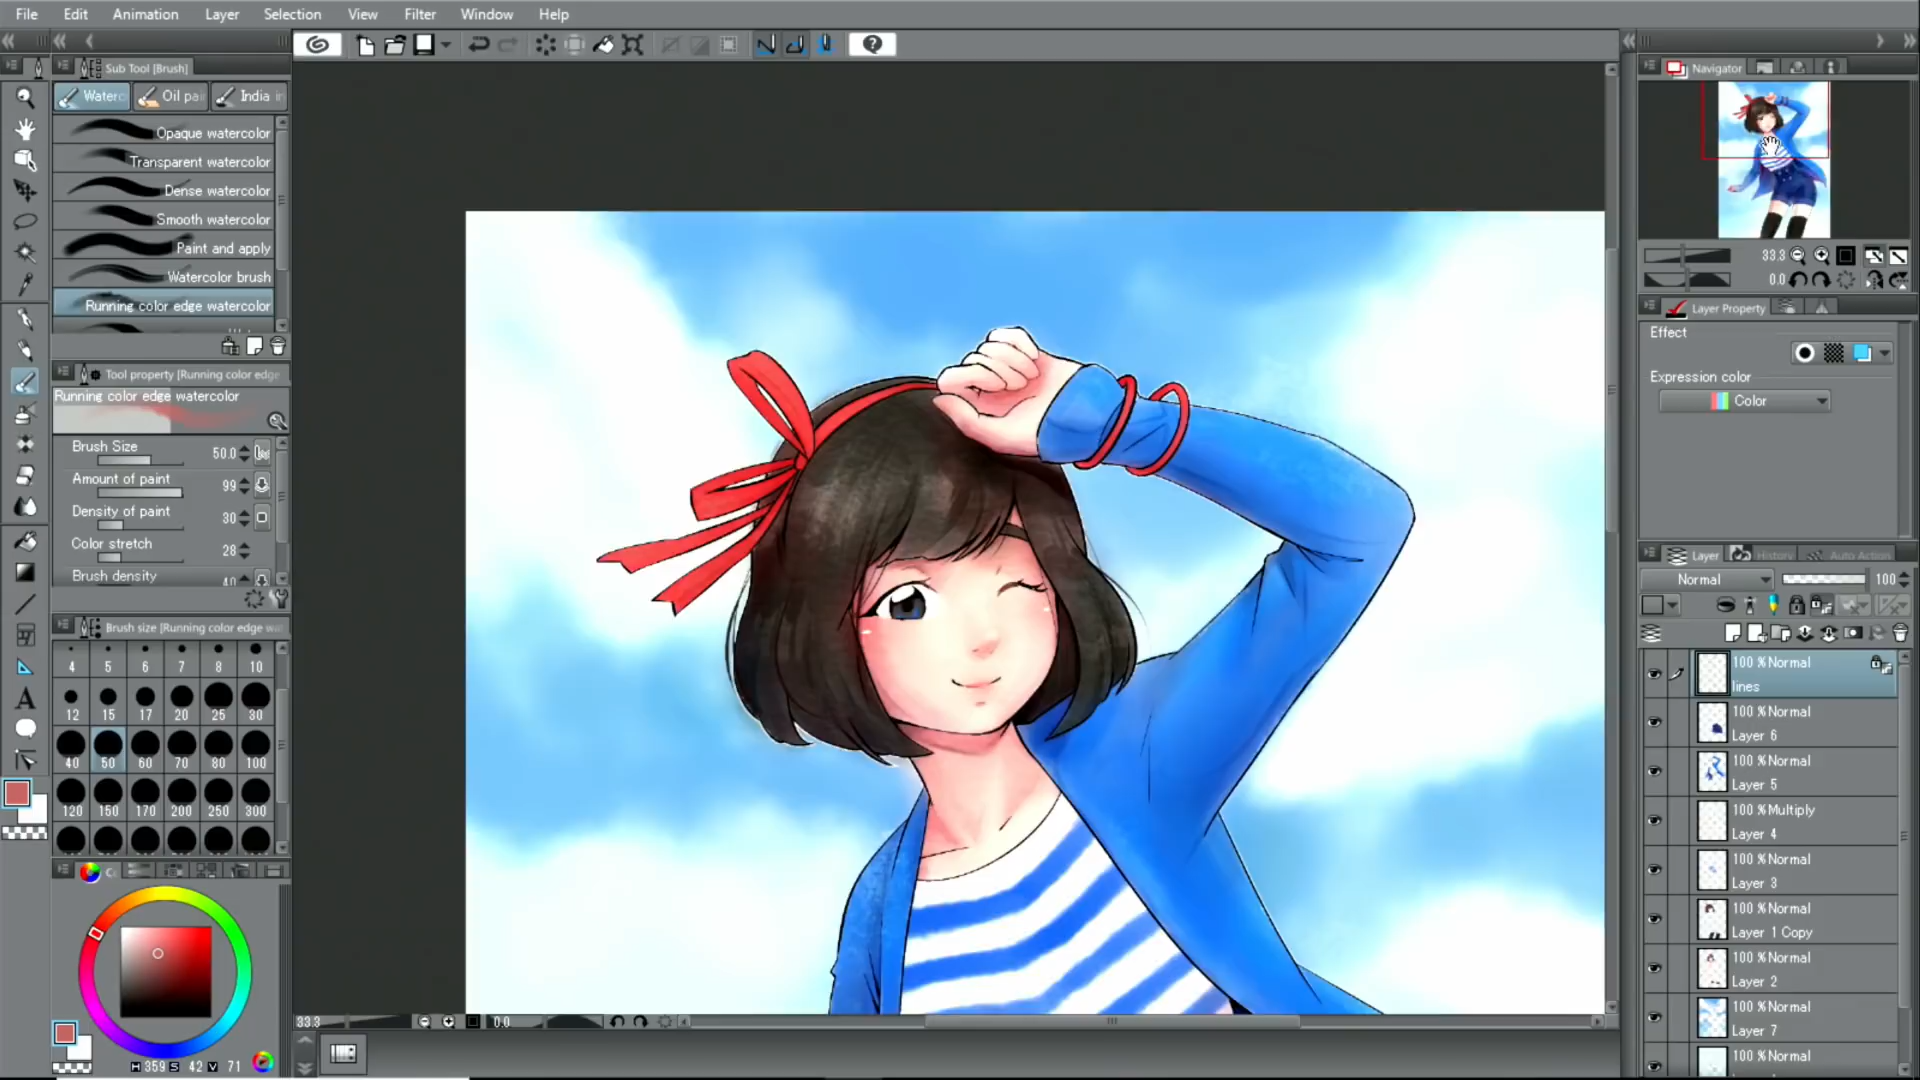 File Edit Animation Layer Selection View Filter Window Help
Sub Tool [Brush]
Waterc Oil pai India i
Opaque watercolor
Transparent watercolor
Dense watercolor
Smooth watercolor
Paint and apply
Watercolor brush
Running color edge watercolor
Tool property [Running color edge
Running color edge watercolor
Brush Size 50.0
Amount of paint 99
Density of paint 30
Color stretch 28
Brush density 40
Brush size [Running color edge wa
4 5 6 7 8 10
12 15 17 20 25 30
40 50 60 70 80 100
120 150 170 200 250 300
H 359 S 42 V 71
33.3 0.0
Navigator
33.3
0.0
Layer Property
Effect
Expression color
Color
Layer History Auto Action
Normal 100
100 % Normal
lines
100 % Normal
Layer 6
100 % Normal
Layer 5
100 % Multiply
Layer 4
100 % Normal
Layer 3
100 % Normal
Layer 1 Copy
100 % Normal
Layer 2
100 % Normal
Layer 7
100 % Normal